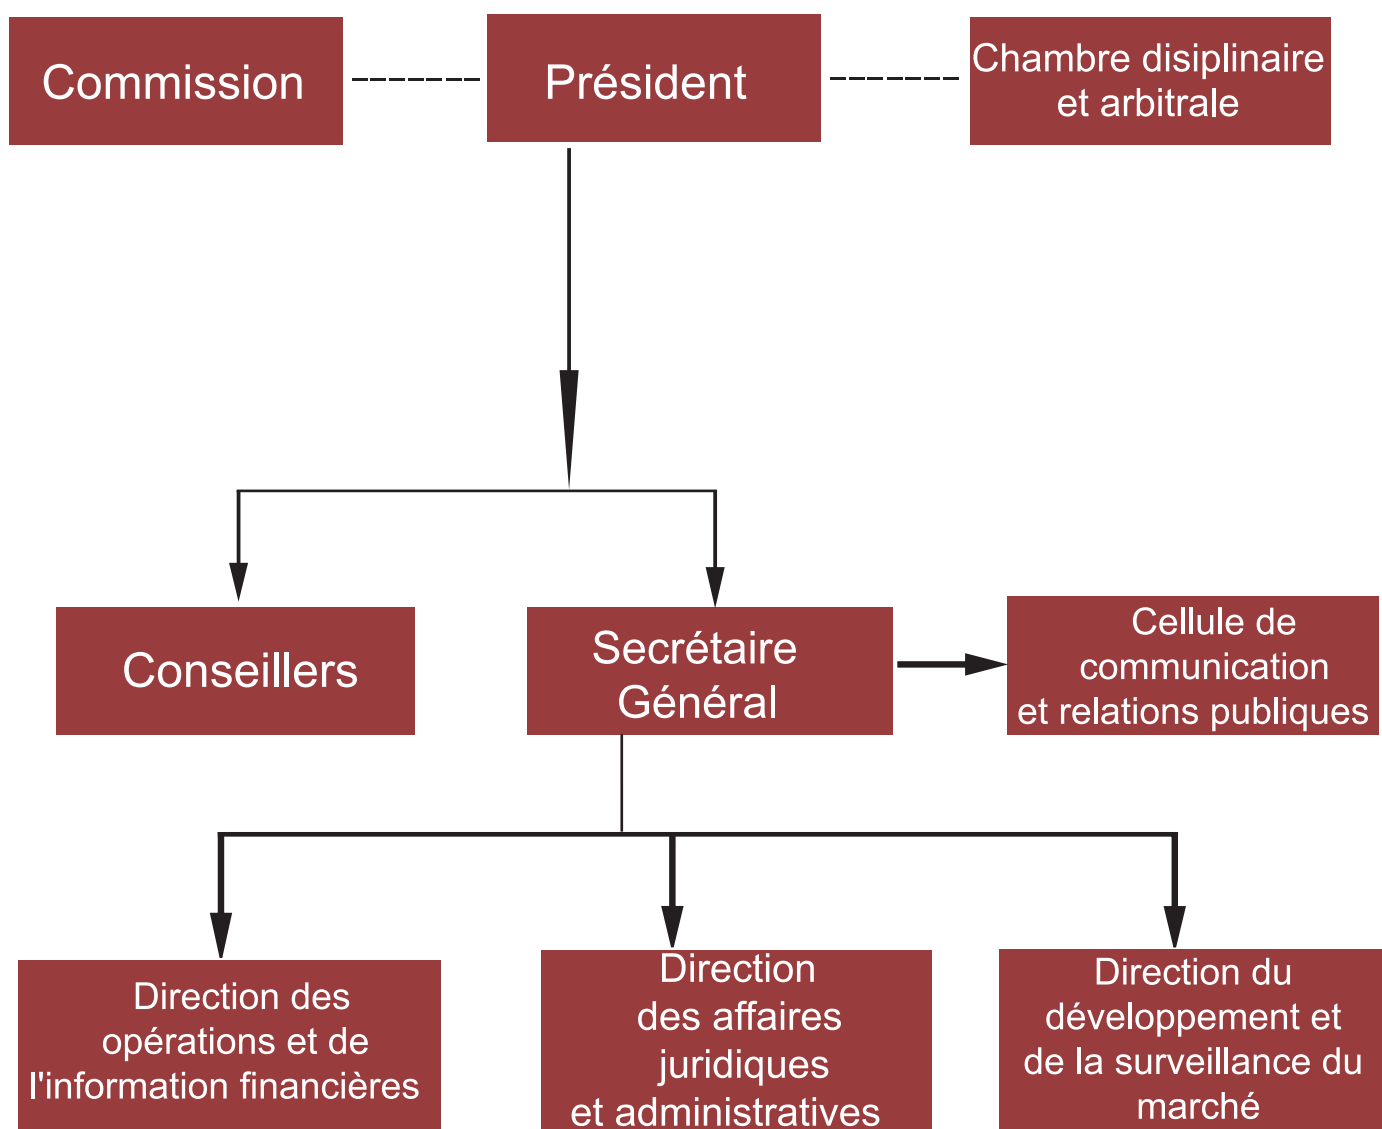 Commission
Président
Chambre disiplinaire
et arbitrale
Conseillers
Secrétaire
Général
Cellule de
communication
et relations publiques
Direction des
opérations et de
l'information financières
Direction
des affaires
juridiques
et administratives
Direction du
développement et
de la surveillance du
marché